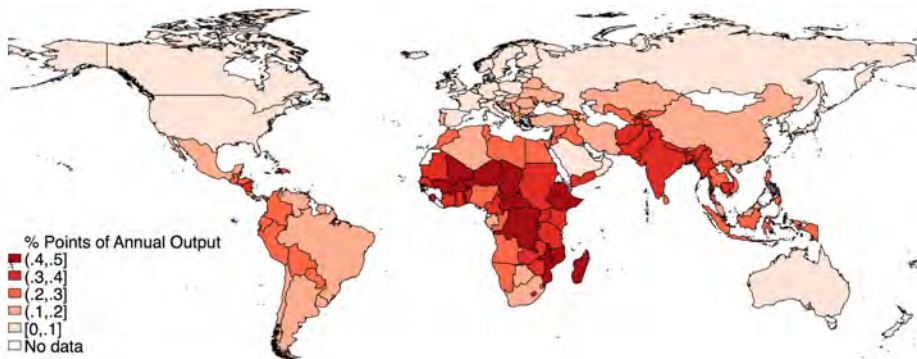 % Points of Annual Output
(.4,.5]
(.3,.4]
(.2,.3]
(.1,.2]
[0,.1]
No data